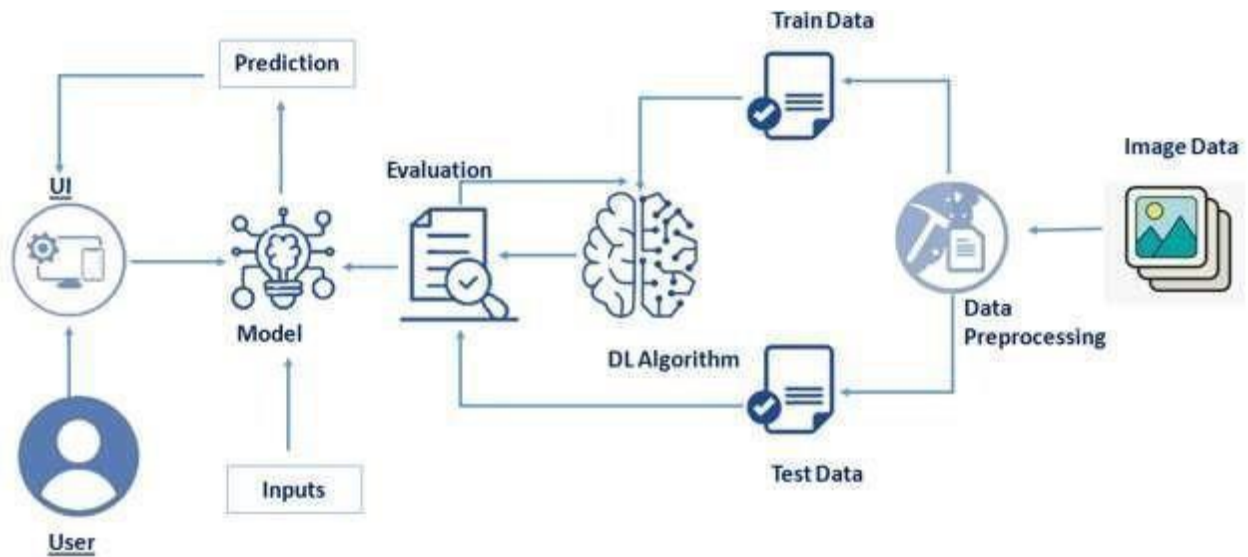 Train Data
Prediction
Image Data
Evaluation
UI
Model
Data
Preprocessing
DL Algorithm
Test Data
Inputs
User